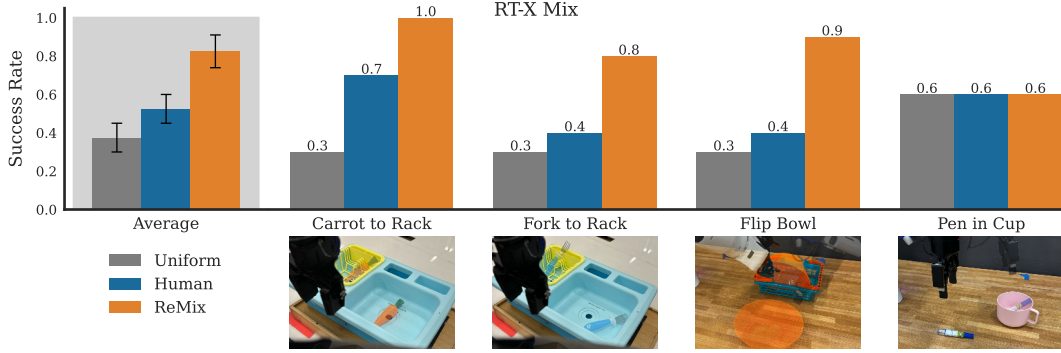 RT-X Mix
Success Rate
1.0
0.8
0.6
0.4
0.2
0.0
0.3
0.7
1.0
0.3
0.4
0.8
0.3
0.4
0.9
0.6
0.6
0.6
Average
Carrot to Rack
Fork to Rack
Flip Bowl
Pen in Cup
Uniform
Human
ReMix